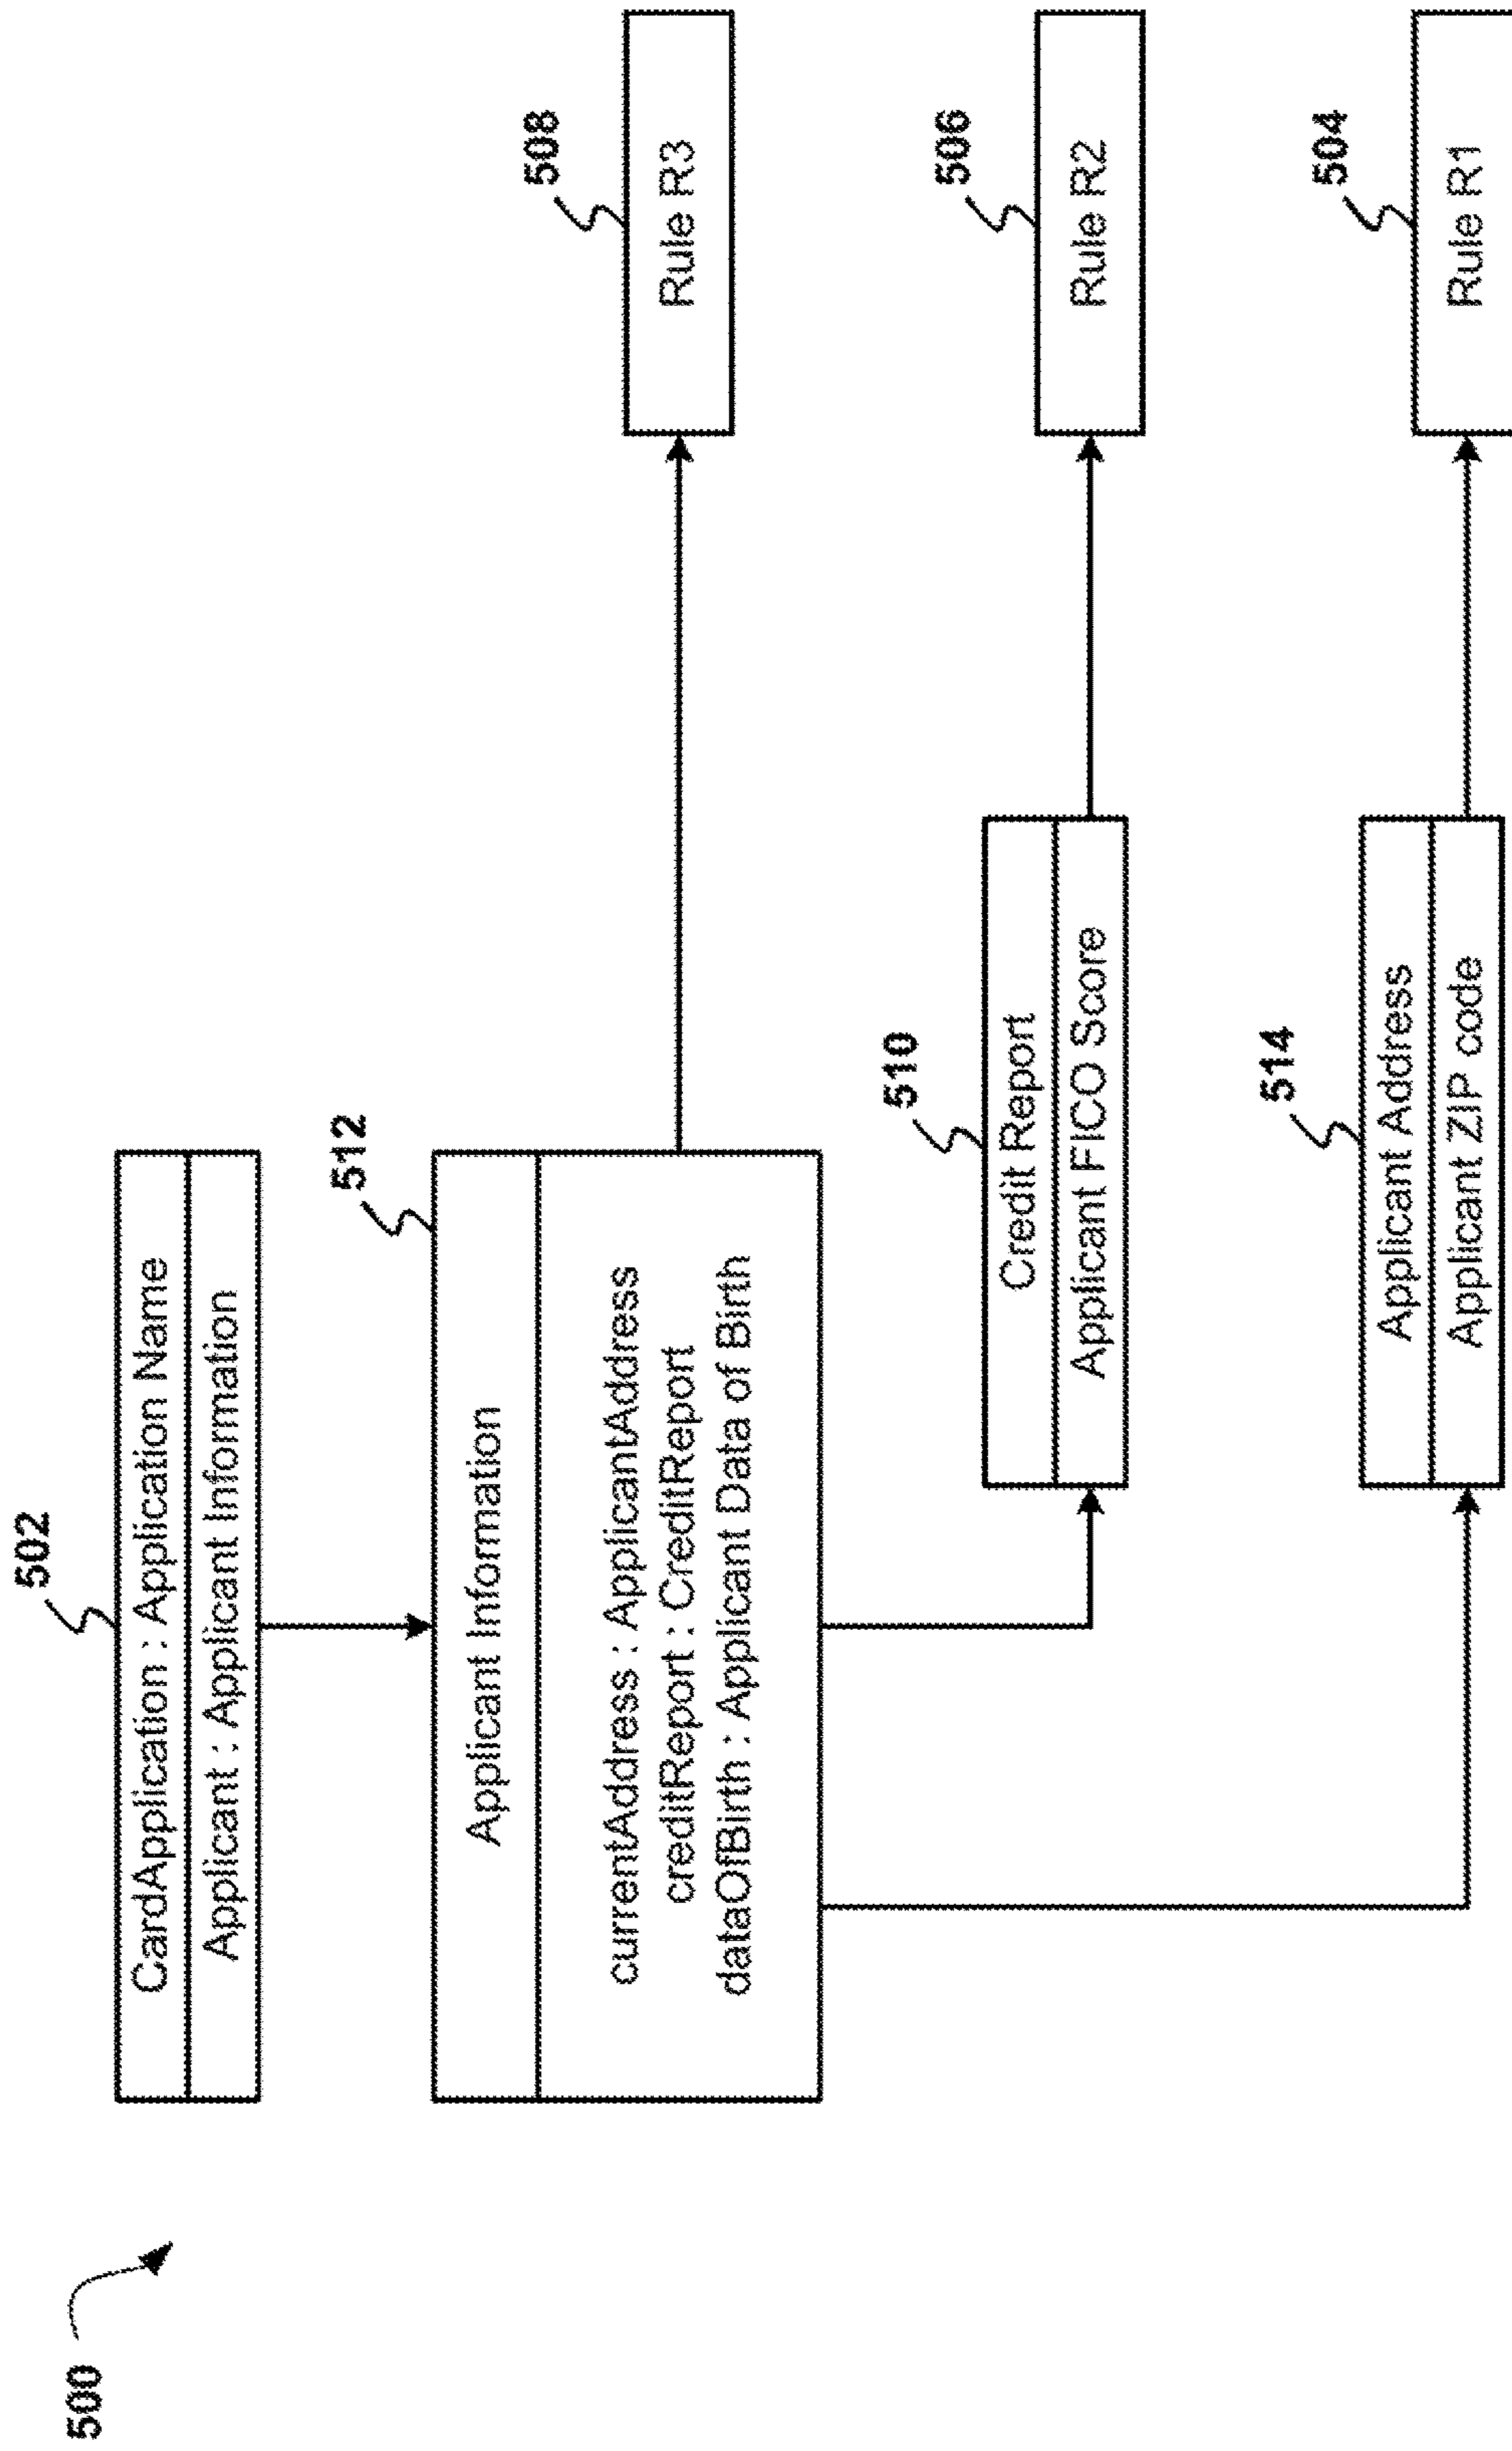 500
502
CardApplication : Application Name
Applicant : Applicant Information
512
Applicant Information
currentAddress : ApplicantAddress
creditReport : CreditReport
dataOfBirth : Applicant Data of Birth
508
Rule R3
510
Credit Report
Applicant FICO Score
506
Rule R2
514
Applicant Address
Applicant ZIP code
504
Rule R1